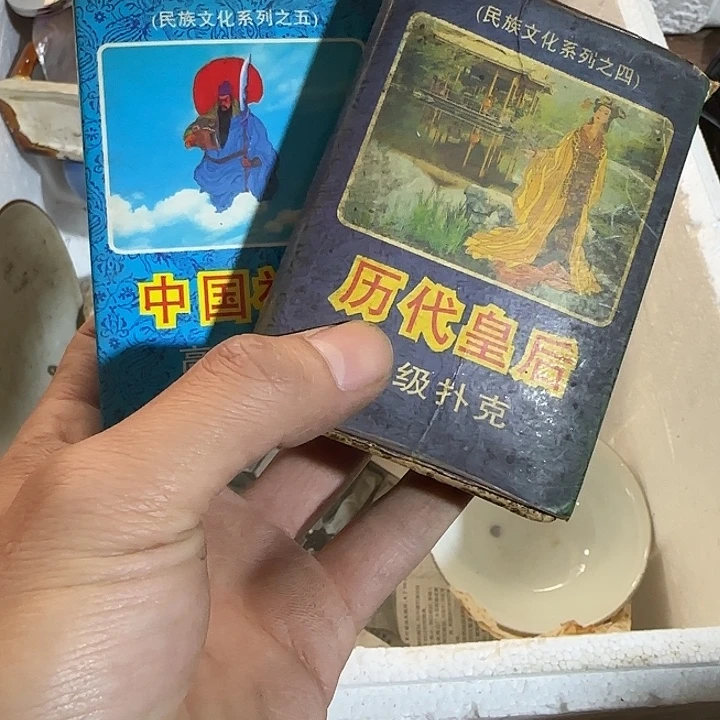 (民族文化系列之五)
中国
高
(民族文化系列之四)
历代皇后
级扑克